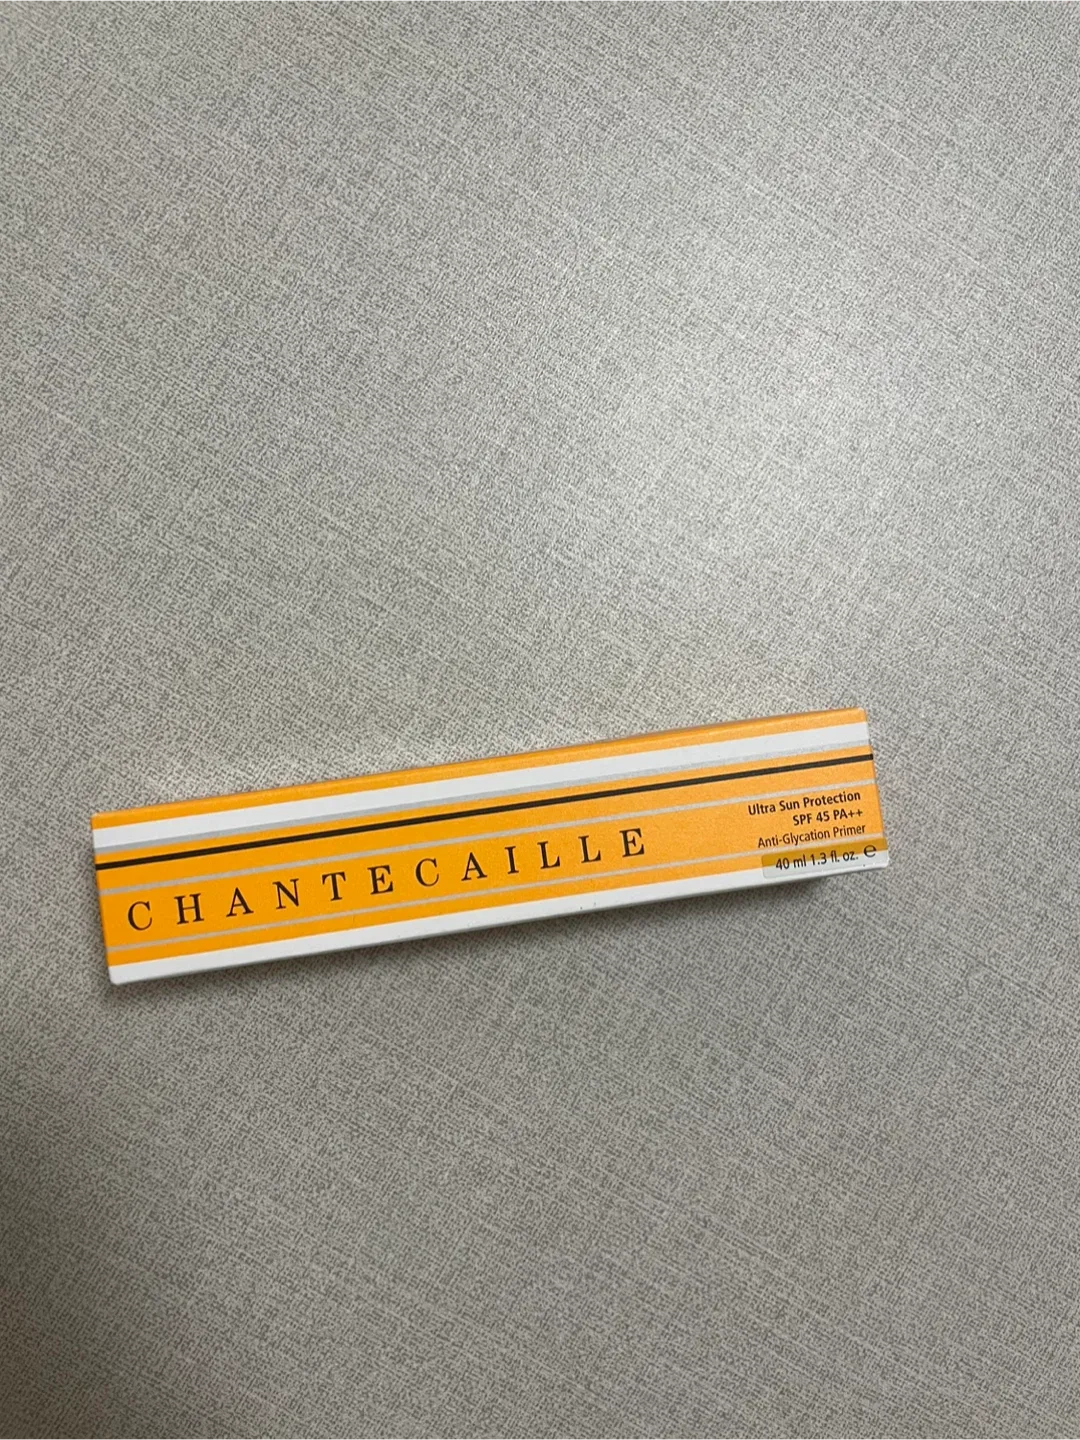 CHANTECAILLE
Ultra Sun Protection
SPF 45 PA++
Anti-Glycation Primer
40 ml 1.3 fl. oz. ℮